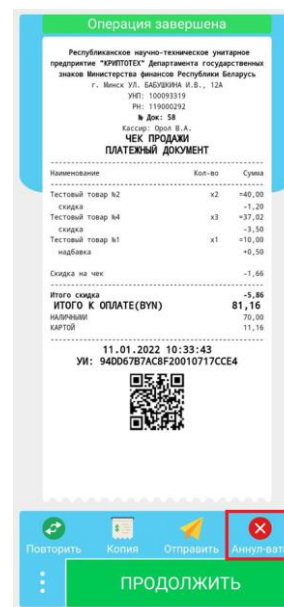 Операция завершена
Республиканское научно-техническое унитарное
предприятие "КРИПТОТЕХ" Департамента государственных
знаков Министерства финансов Республики Беларусь
г. Минск УЛ. БАБУШКИНА И.В., 12А
УНП: 100093319
РН: 119000292
№ Док: 58
Кассир: Орол В.А.
ЧЕК ПРОДАЖИ
ПЛАТЕЖНЫЙ ДОКУМЕНТ
Наименование Кол-во Сумма
Тестовый товар №2 x2 =40,00
скидка -1,20
Тестовый товар №4 x3 =37,02
скидка -3,50
Тестовый товар №1 x1 =10,00
надбавка +0,50
Скидка на чек -1,66
Итого скидка -5,86
ИТОГО К ОПЛАТЕ(BYN) 81,16
НАЛИЧНЫМИ 70,00
КАРТОЙ 11,16
11.01.2022 10:33:43
УИ: 94DD67B7AC8F20010717CCE4
Повторить Копия Отправить Аннул-вать
ПРОДОЛЖИТЬ